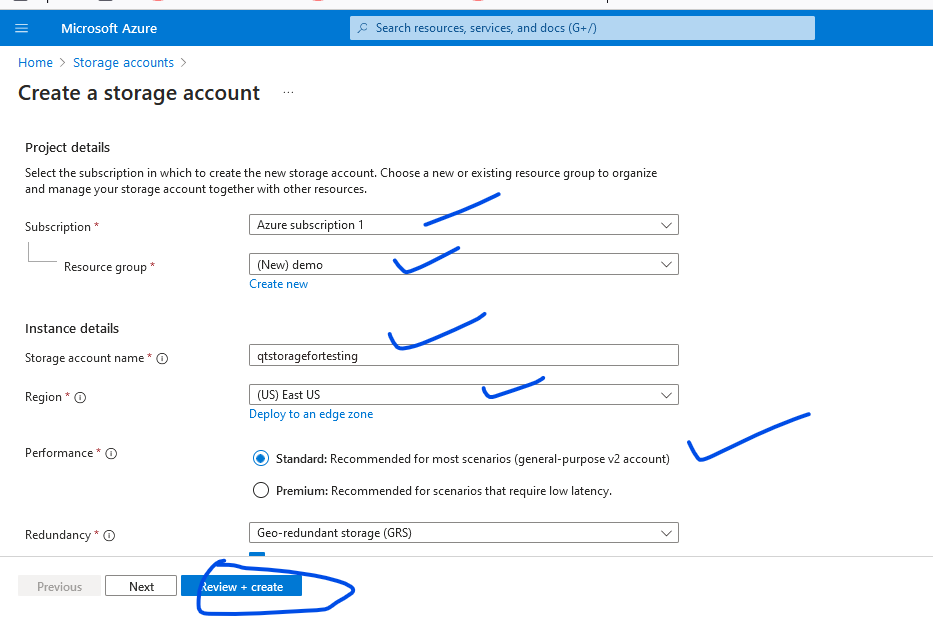 Microsoft Azure
Search resources, services, and docs (G+/)
Home > Storage accounts >
Create a storage account ...
Project details
Select the subscription in which to create the new storage account. Choose a new or existing resource group to organize
and manage your storage account together with other resources.
Subscription *
Azure subscription 1
Resource group *
(New) demo
Create new
Instance details
Storage account name *
qtstoragefortesting
Region *
(US) East US
Deploy to an edge zone
Performance *
Standard: Recommended for most scenarios (general-purpose v2 account)
Premium: Recommended for scenarios that require low latency.
Redundancy *
Geo-redundant storage (GRS)
Previous
Next
Review + create